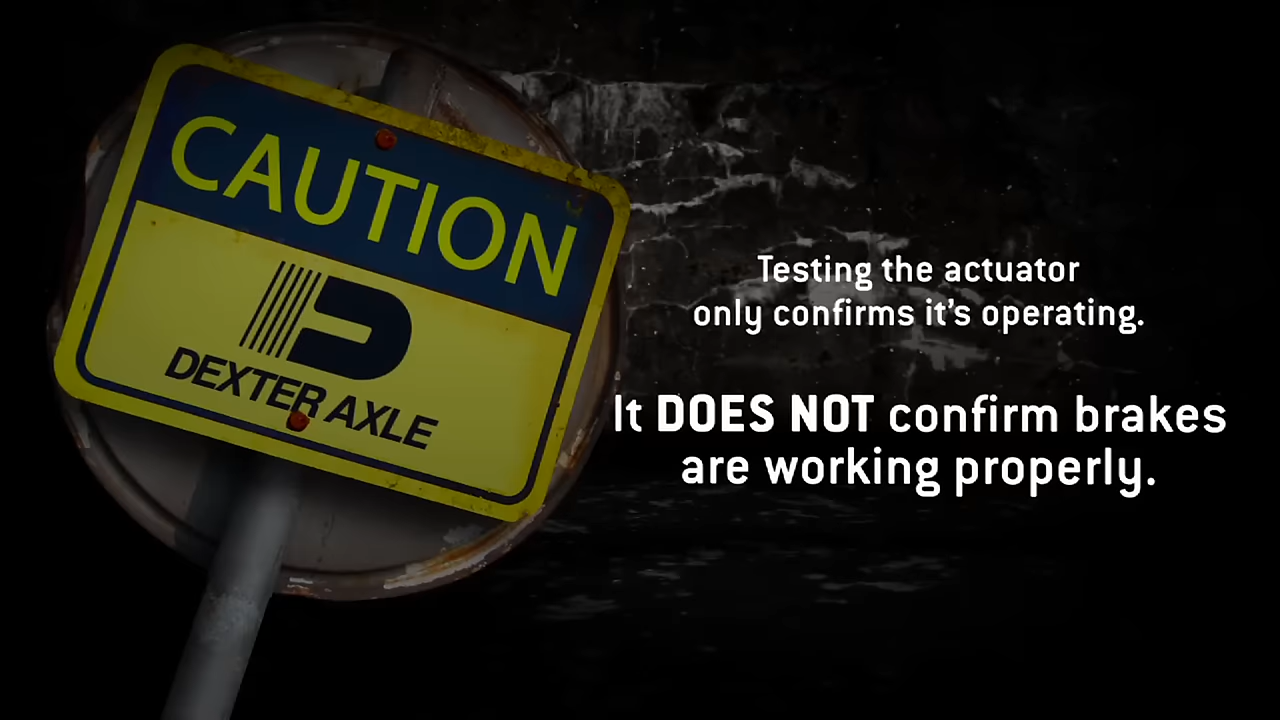 CAUTION
DEXTER AXLE
Testing the actuator
only confirms it's operating.
It DOES NOT confirm brakes
are working properly.